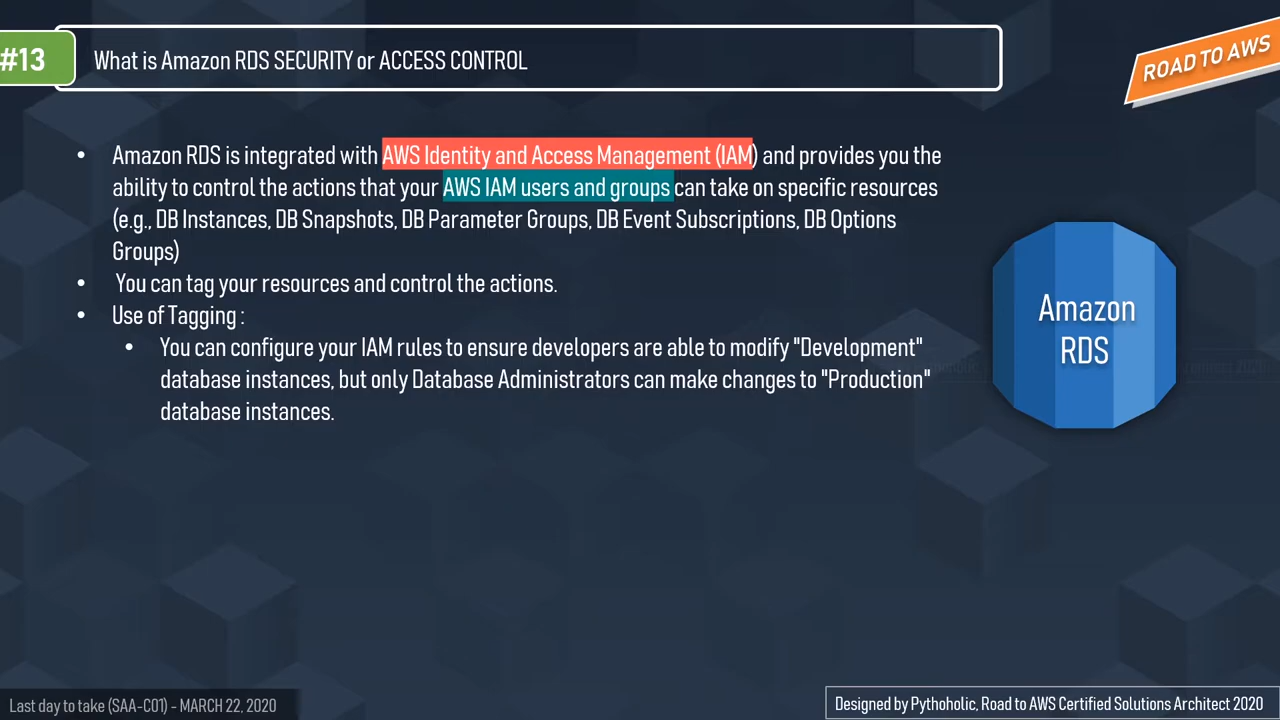 #13
What is Amazon RDS SECURITY or ACCESS CONTROL
ROAD TO AWS
• Amazon RDS is integrated with AWS Identity and Access Management (IAM) and provides you the
ability to control the actions that your AWS IAM users and groups can take on specific resources
(e.g., DB Instances, DB Snapshots, DB Parameter Groups, DB Event Subscriptions, DB Options
Groups)
• You can tag your resources and control the actions.
• Use of Tagging :
• You can configure your IAM rules to ensure developers are able to modify "Development"
database instances, but only Database Administrators can make changes to "Production"
database instances.
Amazon
RDS
Last day to take (SAA-C01) - MARCH 22, 2020
Designed by Pythoholic, Road to AWS Certified Solutions Architect 2020